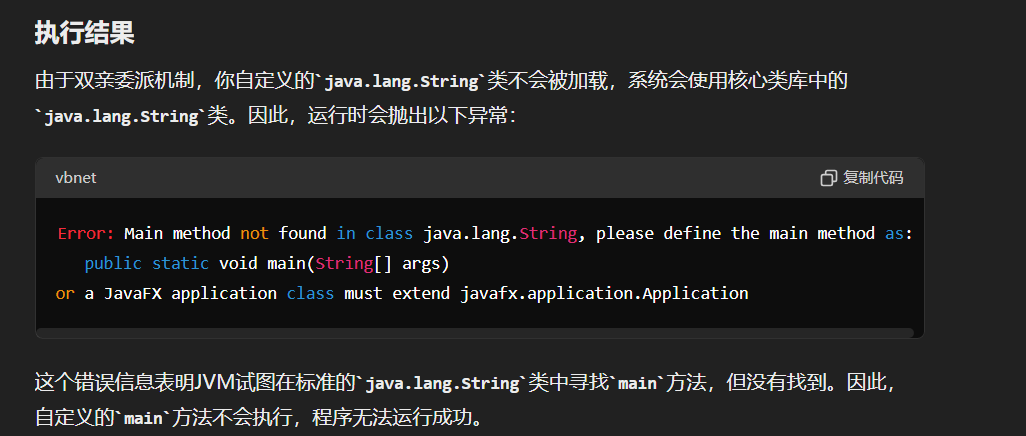 执行结果
由于双亲委派机制，你自定义的`java.lang.String`类不会被加载，系统会使用核心类库中的
`java.lang.String`类。因此，运行时会抛出以下异常：
vbnet
复制代码
Error: Main method not found in class java.lang.String, please define the main method as:
   public static void main(String[] args)
or a JavaFX application class must extend javafx.application.Application
这个错误信息表明JVM试图在标准的`java.lang.String`类中寻找`main`方法，但没有找到。因此，
自定义的`main`方法不会执行，程序无法运行成功。